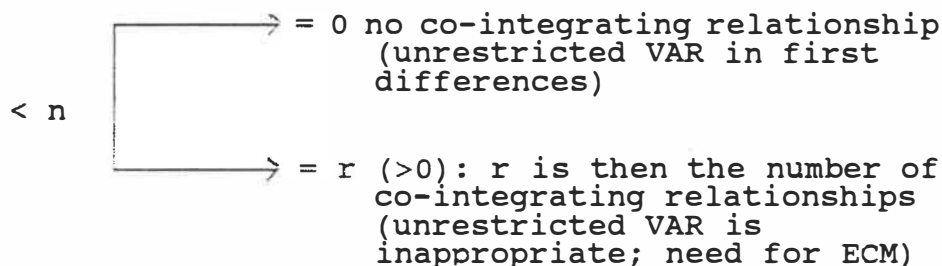 = 0 no co-integrating relationship
(unrestricted VAR in first
differences)
< n
= r (>0): r is then the number of
co-integrating relationships
(unrestricted VAR is
inappropriate; need for ECM)